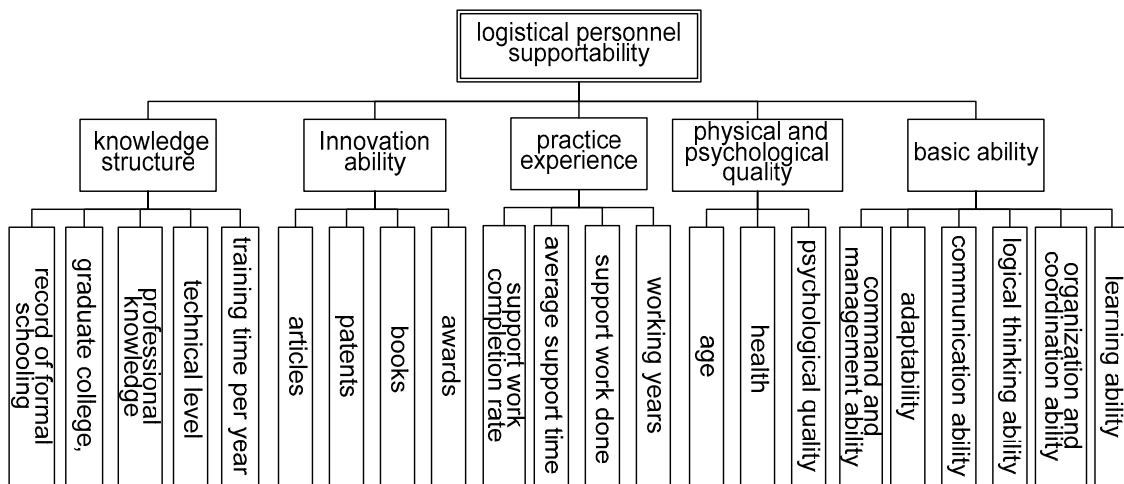 logistical personnel
supportability
knowledge
structure
Innovation
ability
practice
experience
physical and
psychological
quality
basic ability
record of formal
schooling
graduate college,
professional
knowledge
technical level
training time per year
articles
patents
books
awards
support work
completion rate
average support time
support work done
working years
age
health
psychological quality
command and
management ability
adaptability
communication ability
logical thinking ability
organization and
coordination ability
learning ability